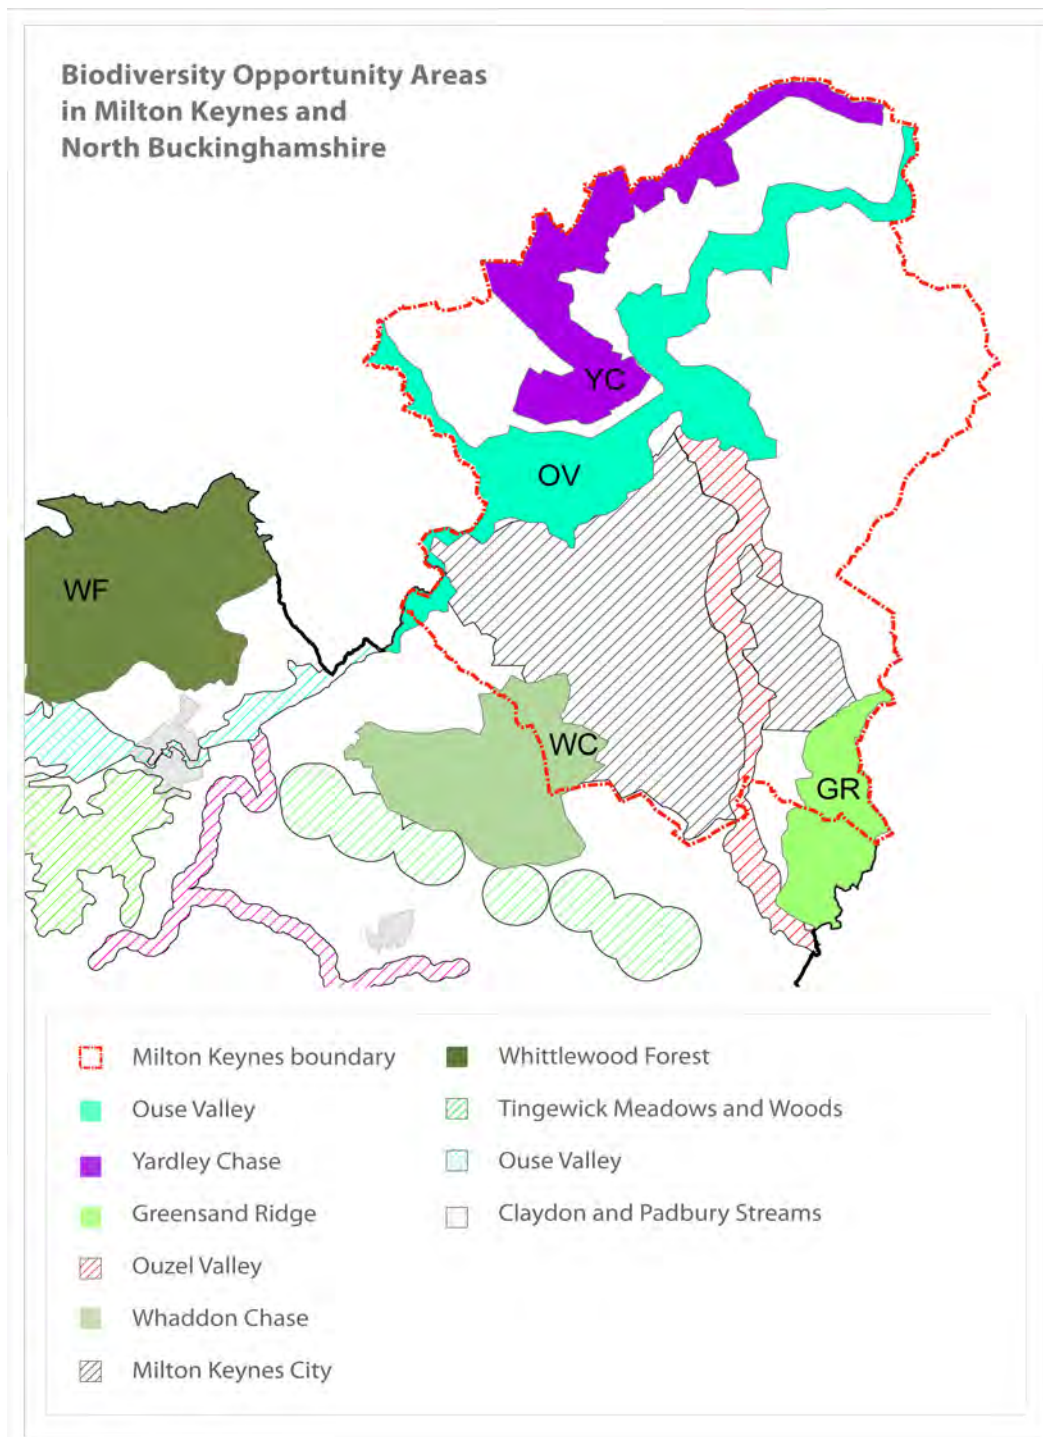 Biodiversity Opportunity Areas
in Milton Keynes and
North Buckinghamshire
YC
OV
WF
WC
GR
Milton Keynes boundary
Ouse Valley
Yardley Chase
Greensand Ridge
Ouzel Valley
Whaddon Chase
Milton Keynes City
Whittlewood Forest
Tingewick Meadows and Woods
Ouse Valley
Claydon and Padbury Streams